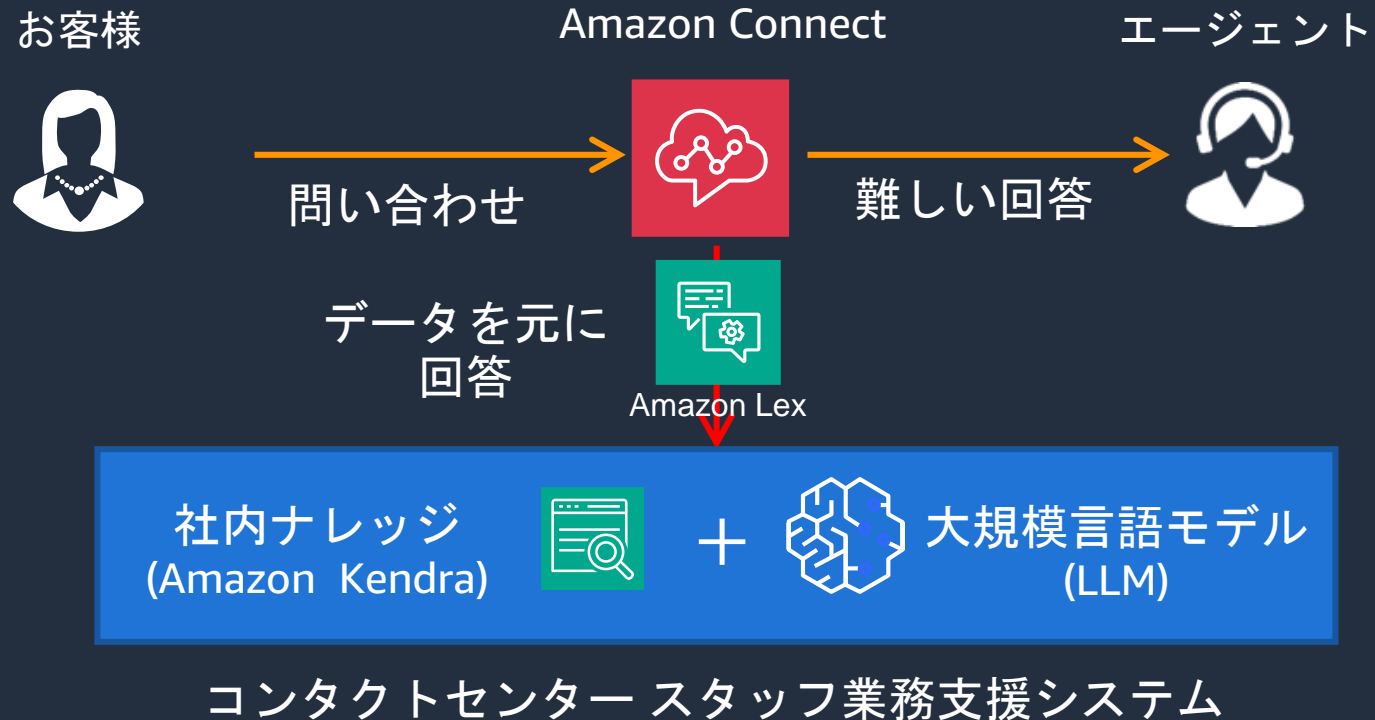 お客様
Amazon Connect
エージェント
問い合わせ
難しい回答
データを元に
回答
Amazon Lex
社内ナレッジ
(Amazon Kendra)
＋
大規模言語モデル
(LLM)
コンタクトセンター スタッフ業務支援システム